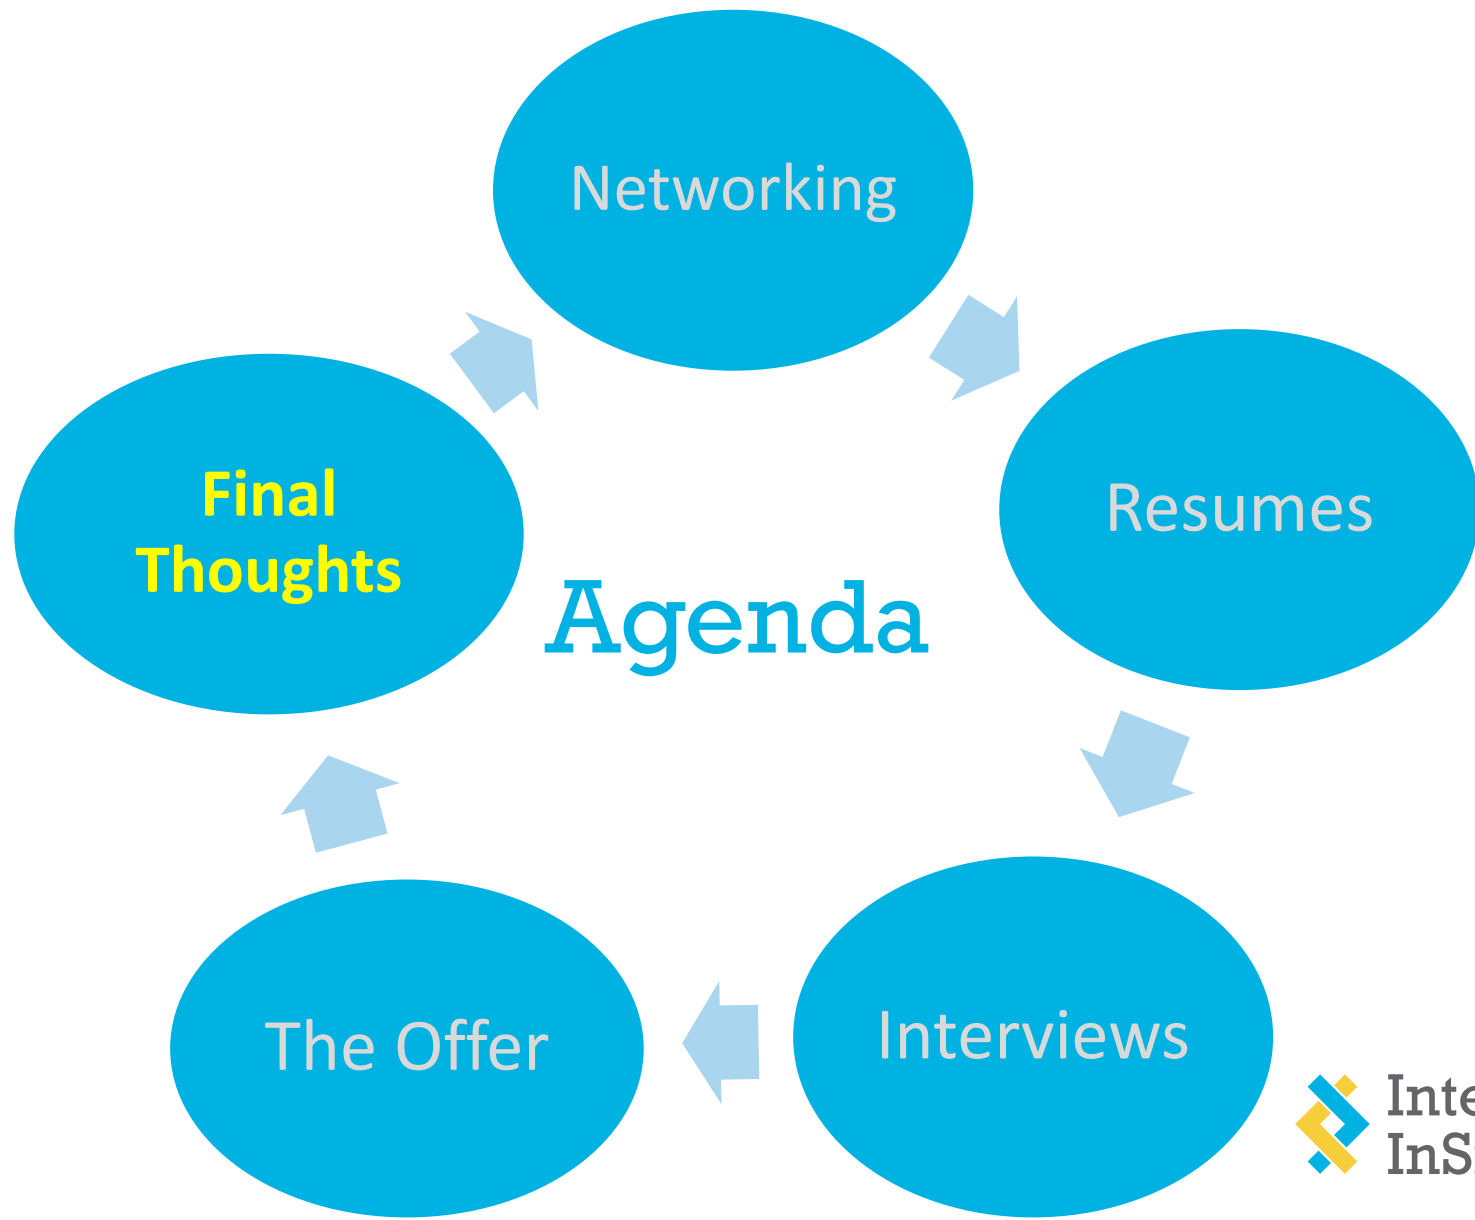 Networking
Resumes
Interviews
The Offer
Final
Thoughts
Agenda